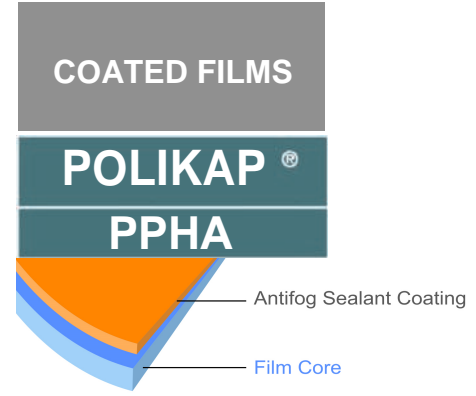 COATED FILMS
POLIKAP ®
PPHA
Antifog Sealant Coating
Film Core